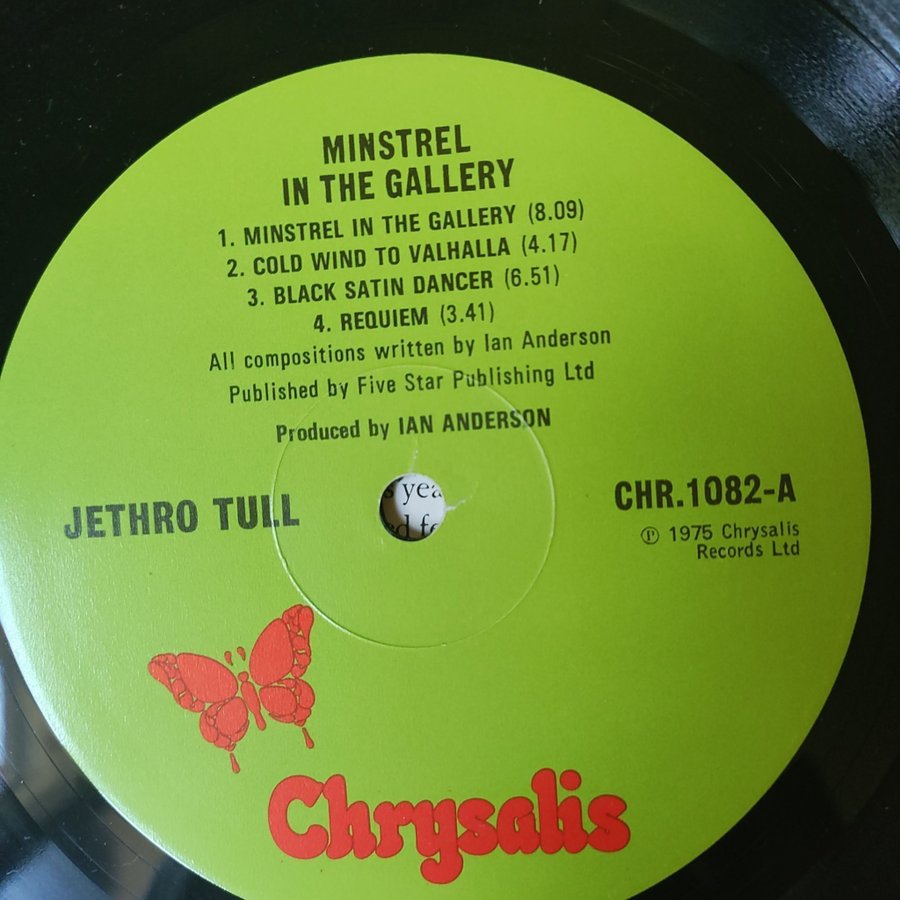 MINSTREL
IN THE GALLERY
1. MINSTREL IN THE GALLERY (8.09)
2. COLD WIND TO VALHALLA (4.17)
3. BLACK SATIN DANCER (6.51)
4. REQUIEM (3.41)
All compositions written by Ian Anderson
Published by Five Star Publishing Ltd
Produced by IAN ANDERSON
JETHRO TULL
CHR.1082-A
Ⓟ 1975 Chrysalis
Records Ltd
Chrysalis